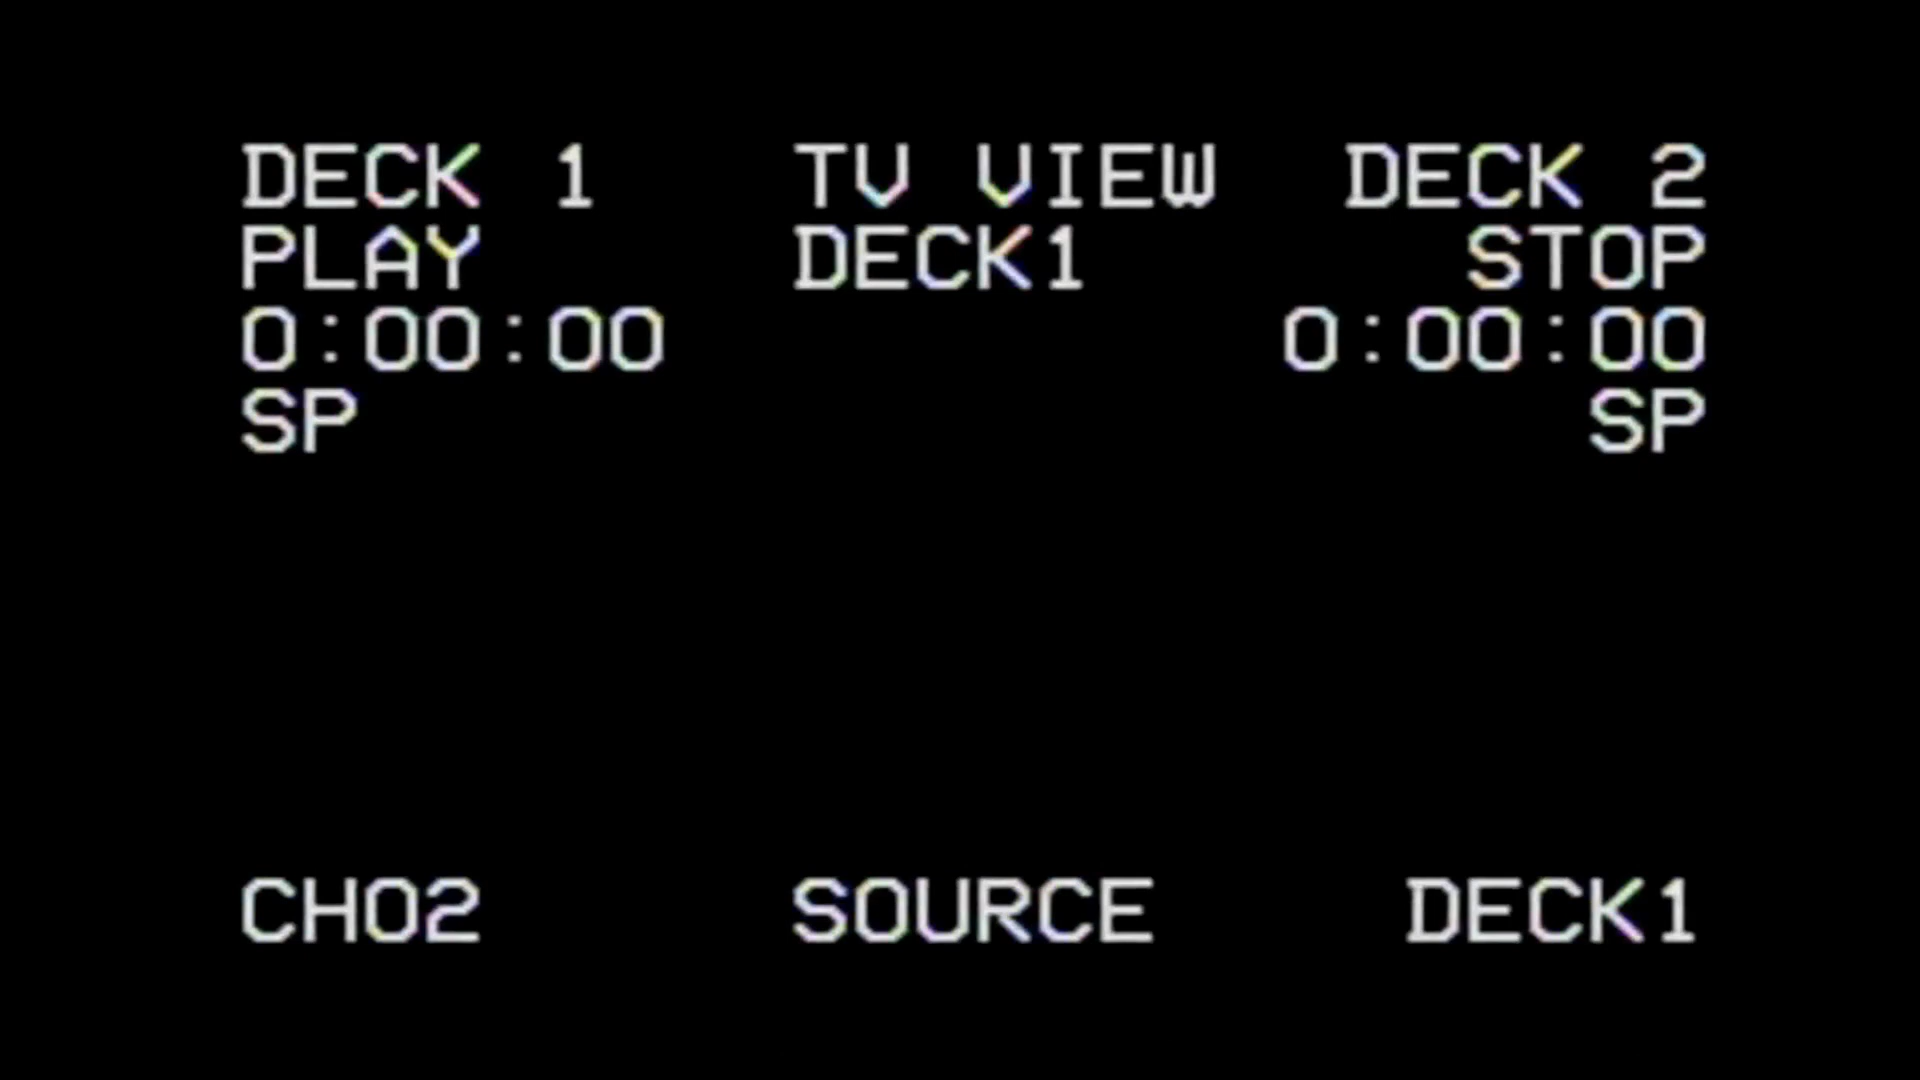 DECK 1 TV VIEW DECK 2
PLAY DECK1 STOP
0:00:00 0:00:00
SP SP
CH02 SOURCE DECK1